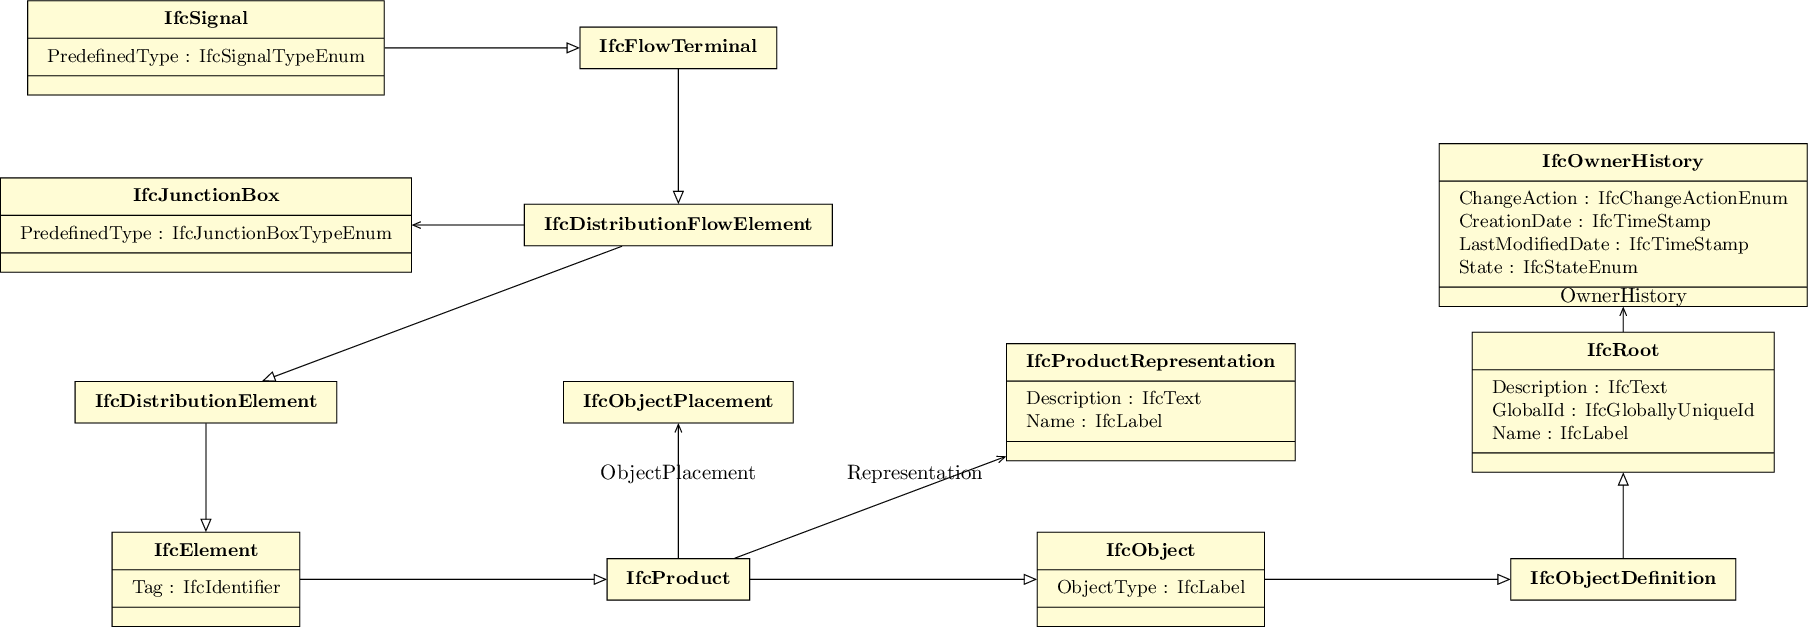 IfcSignal
PredefinedType : IfcSignalTypeEnum
IfcFlowTerminal
IfcOwnerHistory
ChangeAction : IfcChangeActionEnum
CreationDate : IfcTimeStamp
LastModifiedDate : IfcTimeStamp
State : IfcStateEnum
OwnerHistory
IfcJunctionBox
PredefinedType : IfcJunctionBoxTypeEnum
IfcDistributionFlowElement
IfcRoot
Description : IfcText
GlobalId : IfcGloballyUniqueId
Name : IfcLabel
IfcProductRepresentation
Description : IfcText
Name : IfcLabel
IfcDistributionElement
IfcObjectPlacement
ObjectPlacement
Representation
IfcElement
Tag : IfcIdentifier
IfcProduct
IfcObject
ObjectType : IfcLabel
IfcObjectDefinition